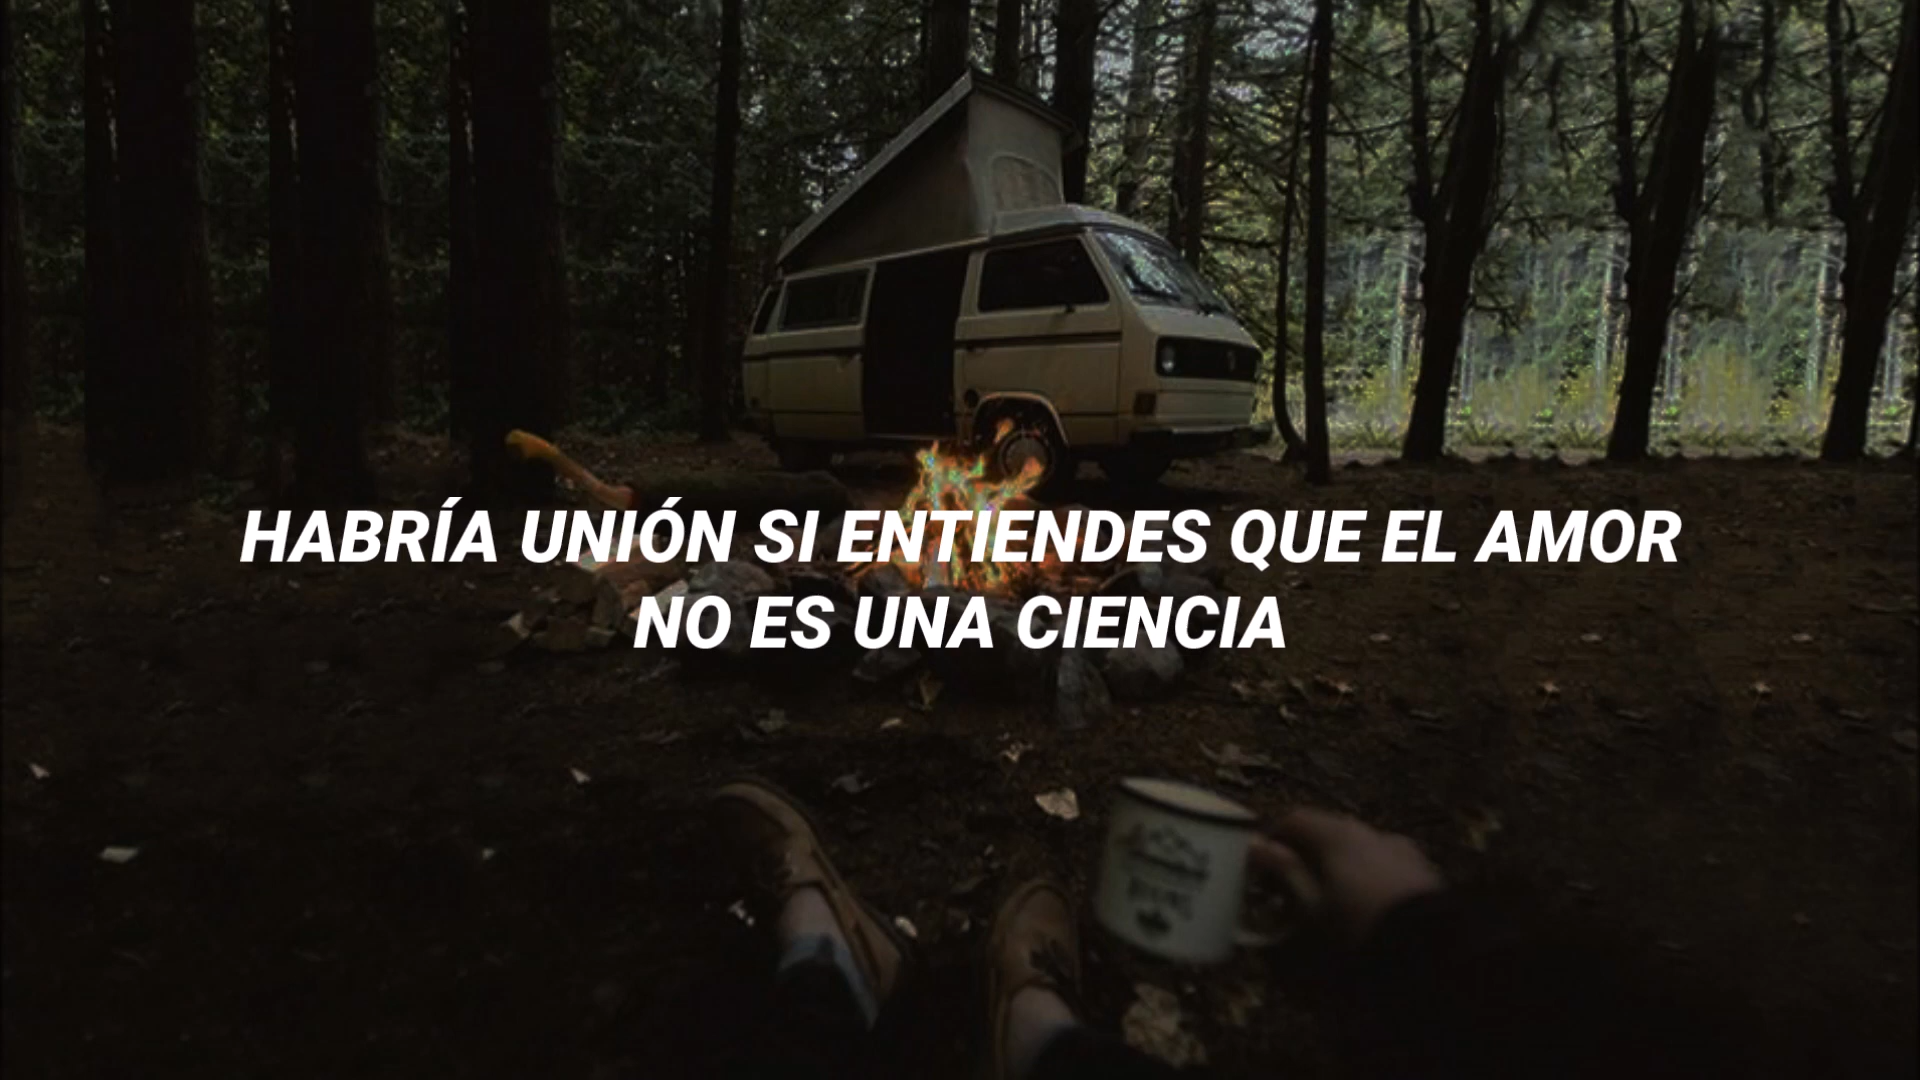 HABRÍA UNIÓN SI ENTIENDES QUE EL AMOR
NO ES UNA CIENCIA